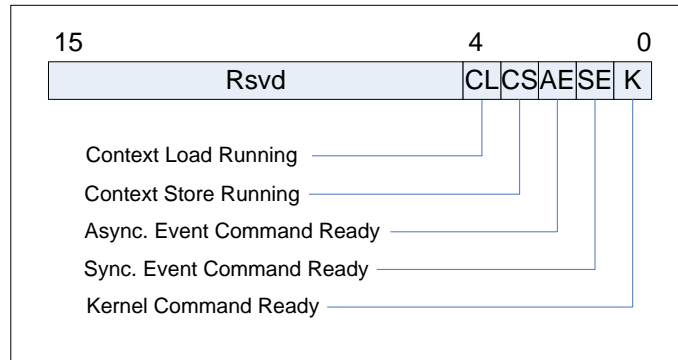 15 4 0
Rsvd CL CS AE SE K
Context Load Running
Context Store Running
Async. Event Command Ready
Sync. Event Command Ready
Kernel Command Ready